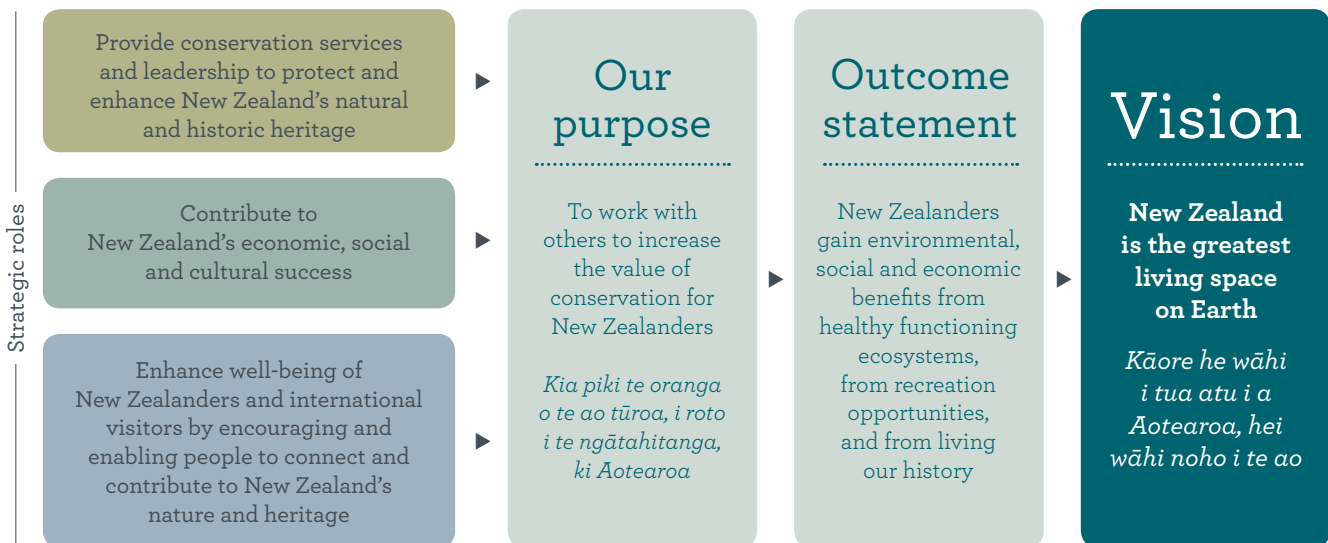 Strategic roles
Provide conservation services
and leadership to protect and
enhance New Zealand's natural
and historic heritage
Contribute to
New Zealand's economic, social
and cultural success
Enhance well-being of
New Zealanders and international
visitors by encouraging and
enabling people to connect and
contribute to New Zealand's
nature and heritage
Our
purpose
To work with
others to increase
the value of
conservation for
New Zealanders
Kia piki te oranga
o te ao tūroa, i roto
i te ngātahitanga,
ki Aotearoa
Outcome
statement
New Zealanders
gain environmental,
social and economic
benefits from
healthy functioning
ecosystems,
from recreation
opportunities,
and from living
our history
Vision
New Zealand
is the greatest
living space
on Earth
Kāore he wāhi
i tua atu i a
Aotearoa, hei
wāhi noho i te ao